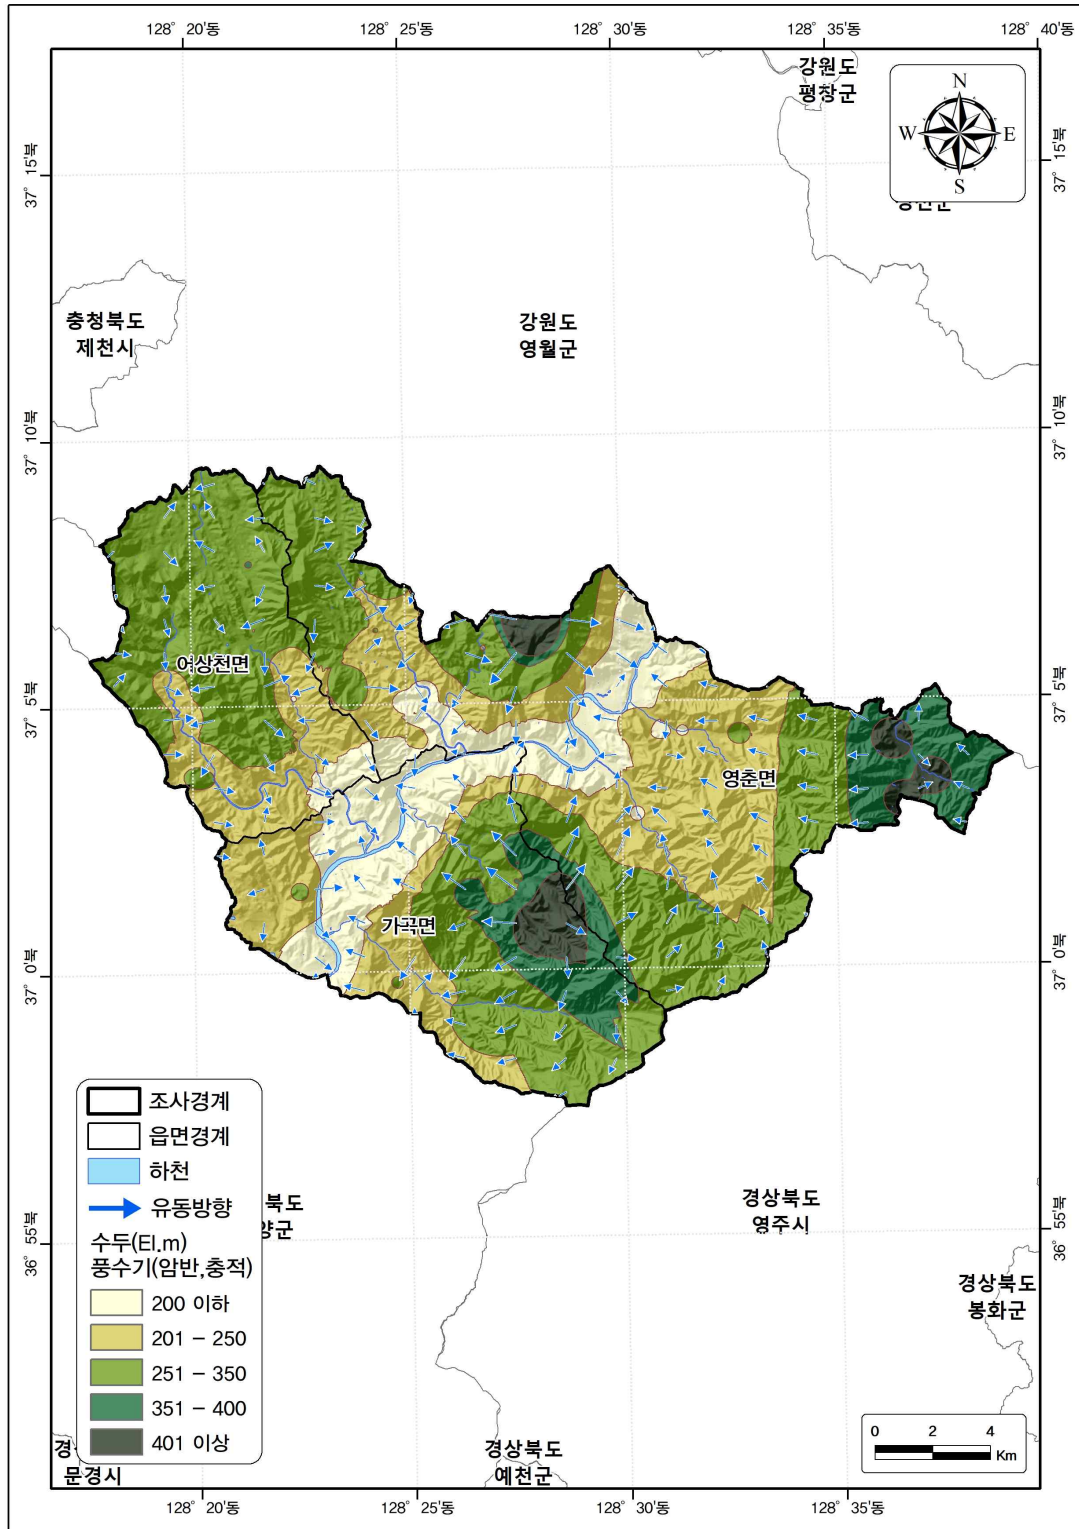 128° 20'동
128° 25'동
128° 30'동
128° 35'동
128° 40'동
강원도
평창군
N
W
E
S
37° 15'북
37° 15'북
충청북도
제천시
강원도
영월군
37° 10'북
37° 10'북
어상천면
37° 5'북
37° 5'북
영춘면
가곡면
37° 0'북
37° 0'북
조사경계
읍면경계
하천
유동방향
북도
양군
경상북도
영주시
36° 55'북
36° 55'북
수두(El.m)
풍수기(암반,충적)
200 이하
201 - 250
251 - 350
351 - 400
401 이상
경상북도
봉화군
0 2 4
Km
경
문경시
경상북도
예천군
128° 20'동
128° 25'동
128° 30'동
128° 35'동